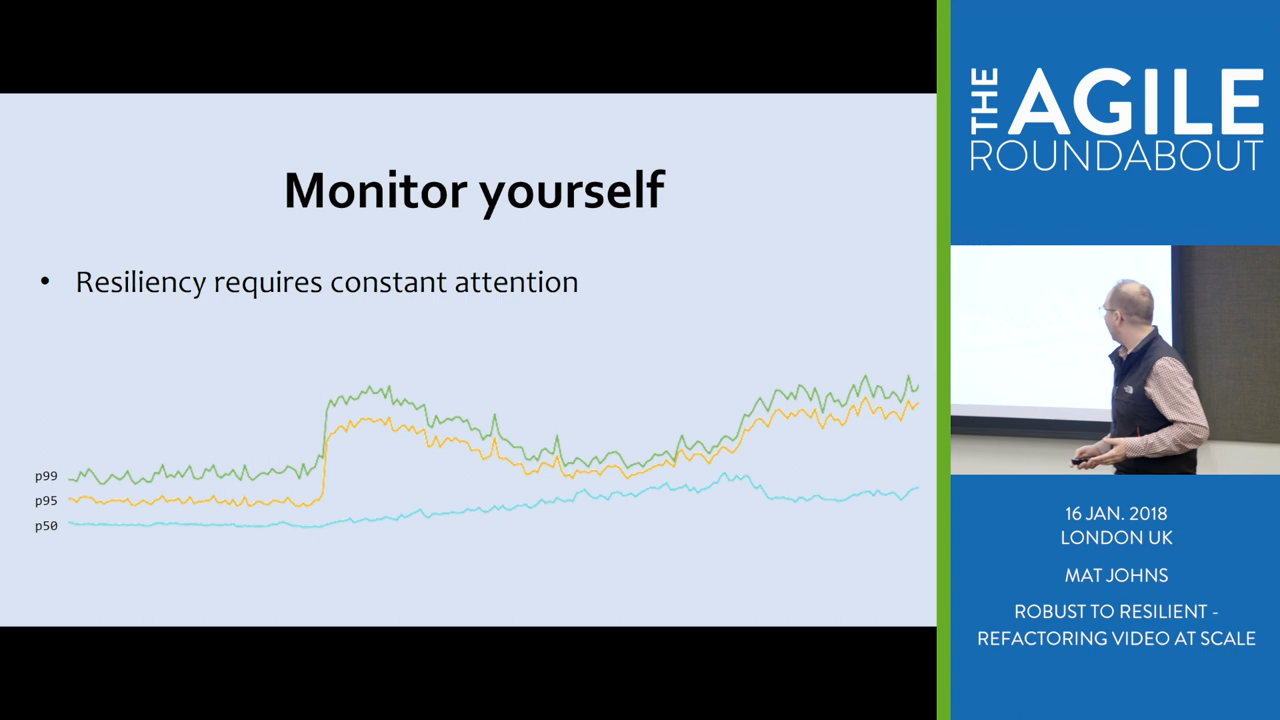 Monitor yourself
• Resiliency requires constant attention
p99
p95
p50
THE AGILE
ROUNDABOUT
16 JAN. 2018
LONDON UK
MAT JOHNS
ROBUST TO RESILIENT -
REFACTORING VIDEO AT SCALE